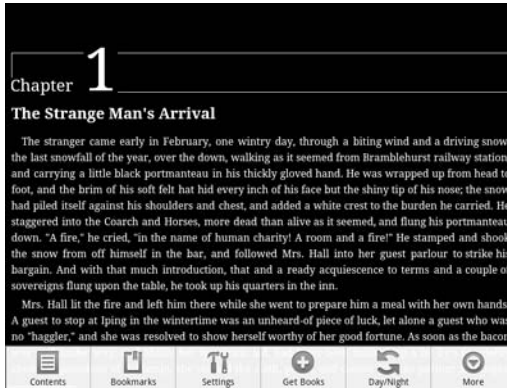 Chapter 1
The Strange Man's Arrival
The stranger came early in February, one wintry day, through a biting wind and a driving snow,
the last snowfall of the year, over the down, walking as it seemed from Bramblehurst railway station
and carrying a little black portmanteau in his thickly gloved hand. He was wrapped up from head to
foot, and the brim of his soft felt hat hid every inch of his face but the shiny tip of his nose; the snow
had piled itself against his shoulders and chest, and added a white crest to the burden he carried. He
staggered into the Coarch and Horses, more dead than alive as it seemed, and flung his portmanteau
down. "A fire," he cried, "in the name of human charity! A room and a fire!" He stamped and shook
the snow from off himself in the bar, and followed Mrs. Hall into her guest parlour to strike his
bargain. And with that much introduction, that and a ready acquiescence to terms and a couple of
sovereigns flung upon the table, he took up his quarters in the inn.
Mrs. Hall lit the fire and left him there while she went to prepare him a meal with her own hands.
A guest to stop at Iping in the wintertime was an unheard-of piece of luck, let alone a guest who was
no "haggler," and she was resolved to show herself worthy of her good fortune. As soon as the bacon
Contents Bookmarks Settings Get Books Day/Night More